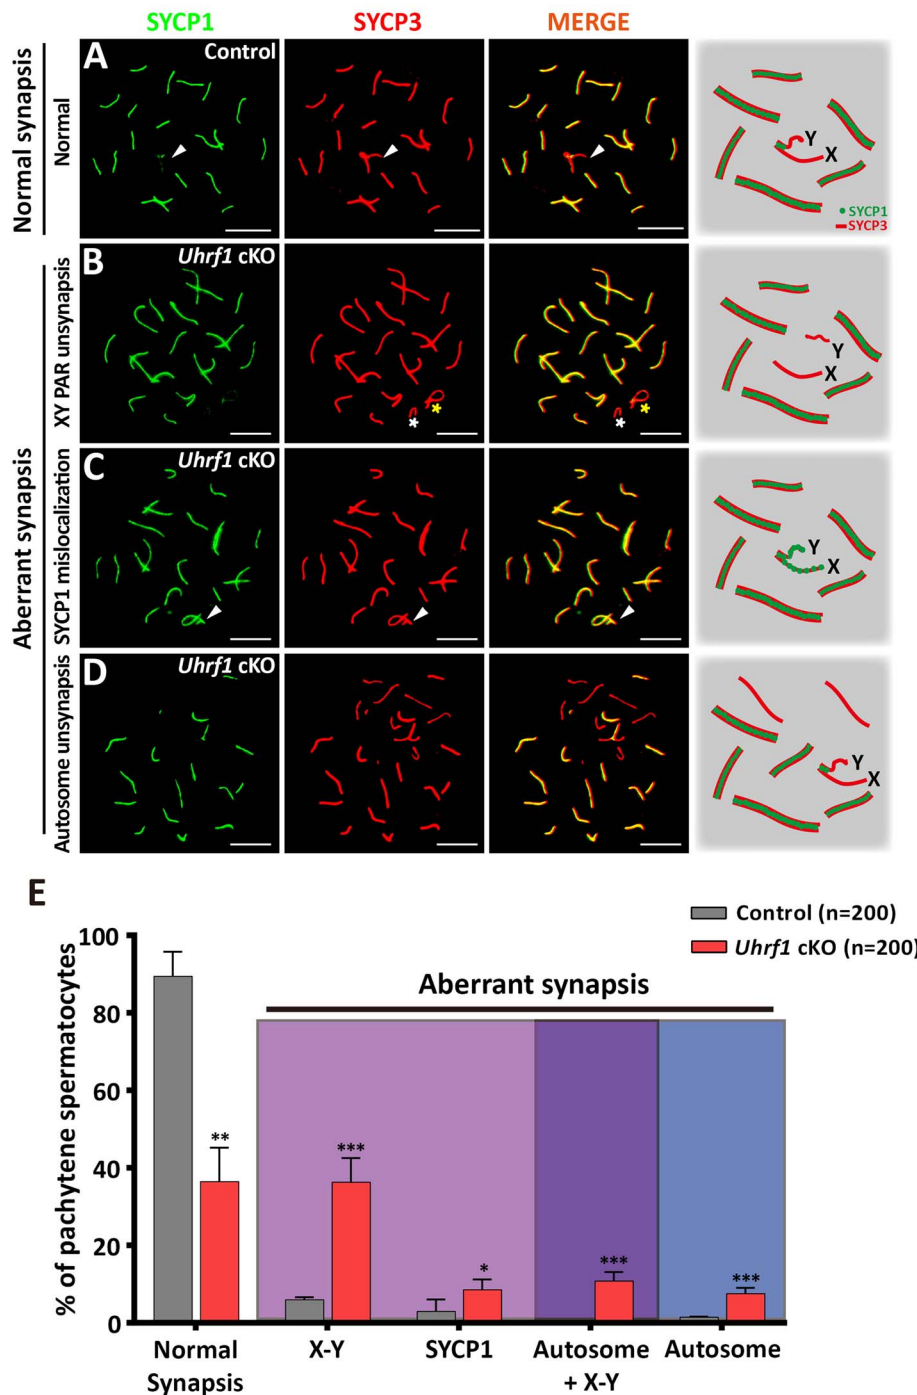 SYCP1 SYCP3 MERGE
Normal synapsis
Normal
A Control
Y
X
SYCP1
SYCP3
Aberrant synapsis
XY PAR unsynapsis
B Uhrf1 cKO
* *
* *
Y
X
SYCP1 mislocalization
C Uhrf1 cKO
Y
X
Autosome unsynapsis
D Uhrf1 cKO
Y
X
E
Control (n=200)
Uhrf1 cKO (n=200)
Aberrant synapsis
% of pachytene spermatocytes
100
80
60
40
20
0
**
***
*
***
***
Normal Synapsis
X-Y
SYCP1
Autosome + X-Y
Autosome